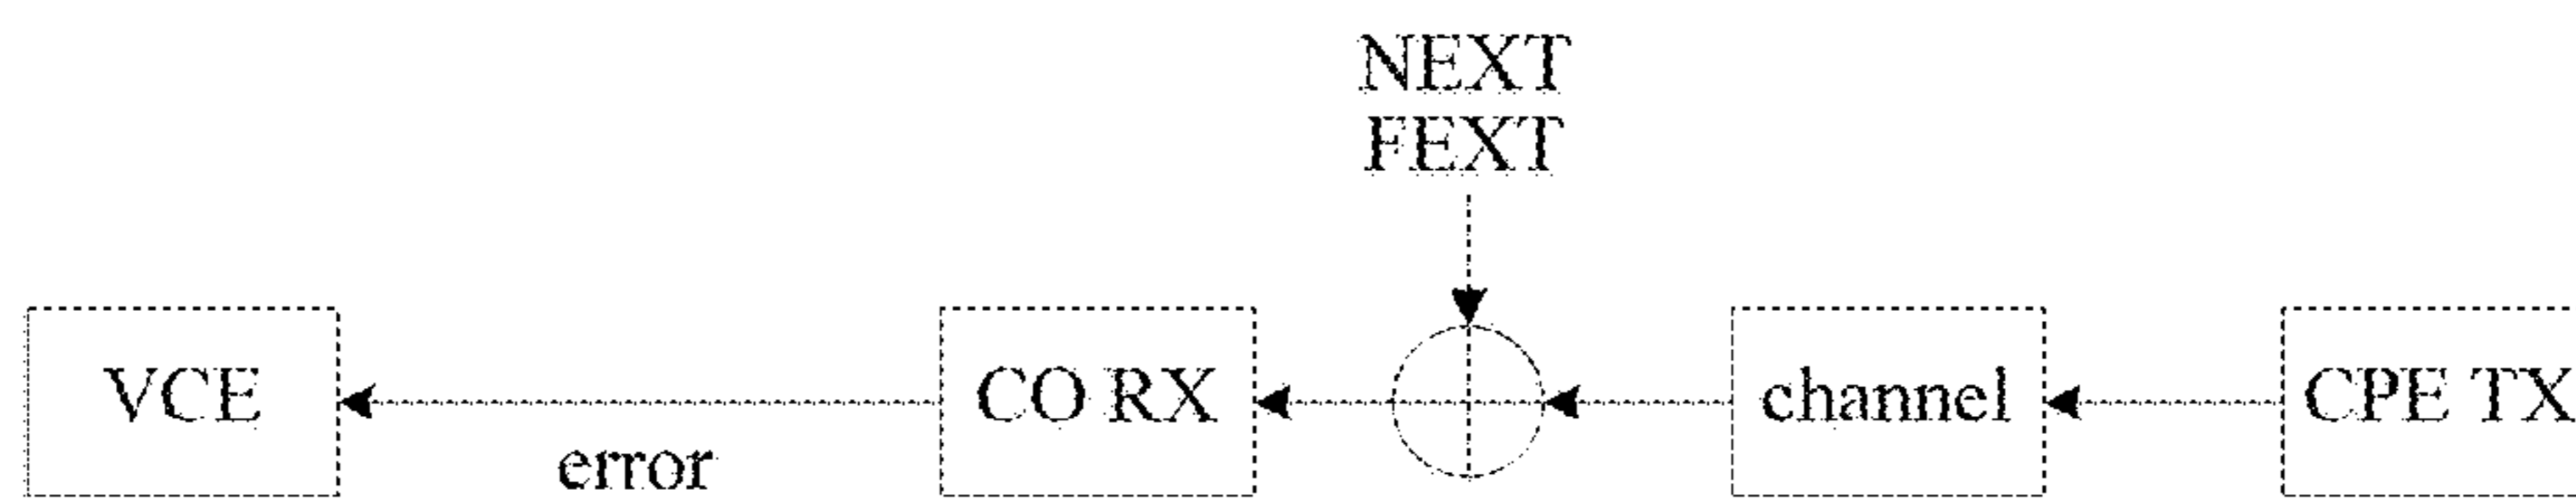 NEXT
FEXT
VCE
CO RX
channel
CPE TX
error